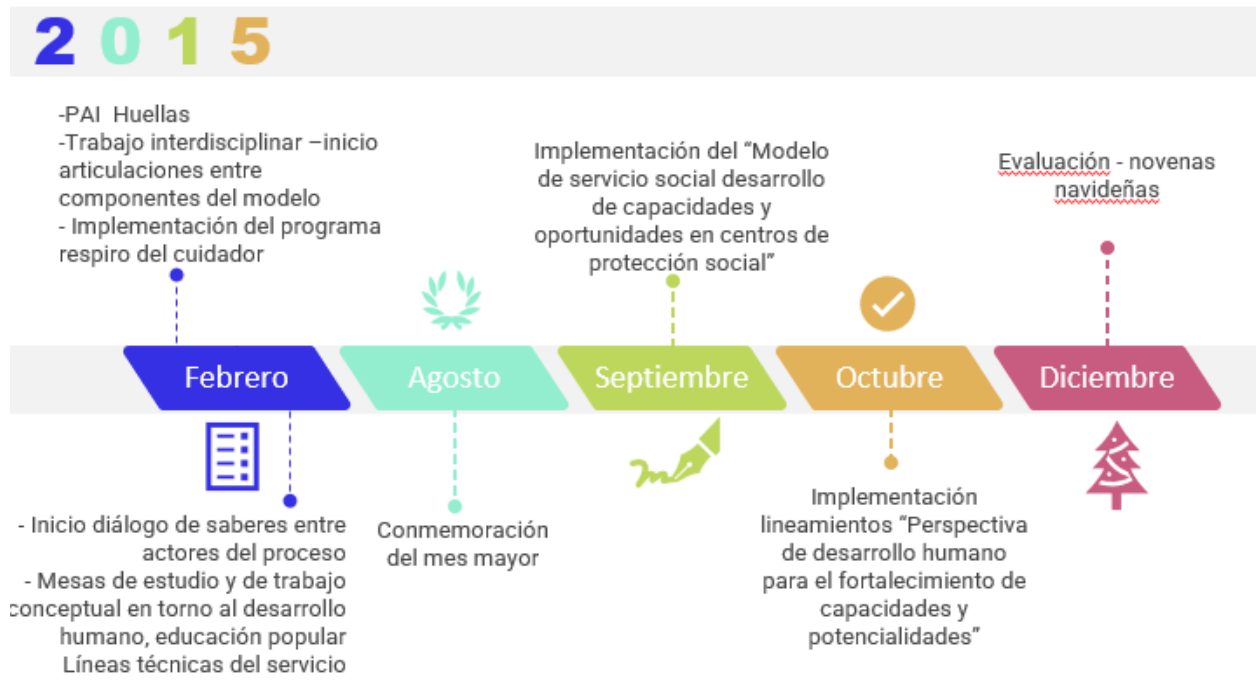 2015
-PAI Huellas
-Trabajo interdisciplinar –inicio
articulaciones entre
componentes del modelo
- Implementación del programa
respiro del cuidador
Implementación del “Modelo
de servicio social desarrollo
de capacidades y
oportunidades en centros de
protección social”
Evaluación - novenas
navideñas
Febrero
Agosto
Septiembre
Octubre
Diciembre
- Inicio diálogo de saberes entre
actores del proceso
- Mesas de estudio y de trabajo
conceptual en torno al desarrollo
humano, educación popular
Líneas técnicas del servicio
Conmemoración
del mes mayor
Implementación
lineamientos “Perspectiva
de desarrollo humano
para el fortalecimiento de
capacidades y
potencialidades”